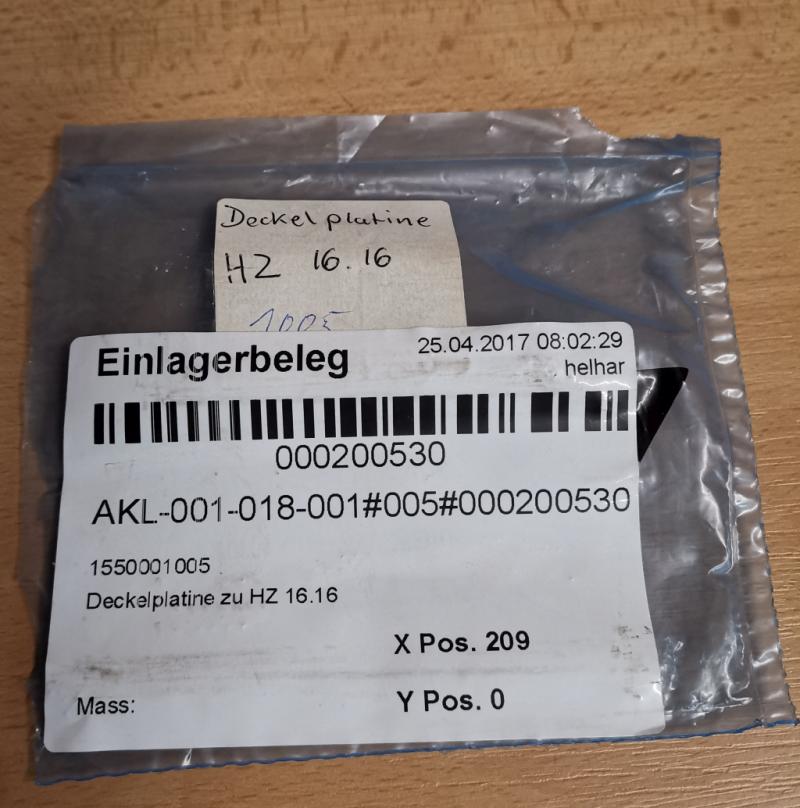 Deckelplatine
HZ 16.16
1005
Einlagerbeleg
25.04.2017 08:02:29
helhar
000200530
AKL-001-018-001#005#000200530
1550001005
Deckelplatine zu HZ 16.16
X Pos. 209
Mass:
Y Pos. 0